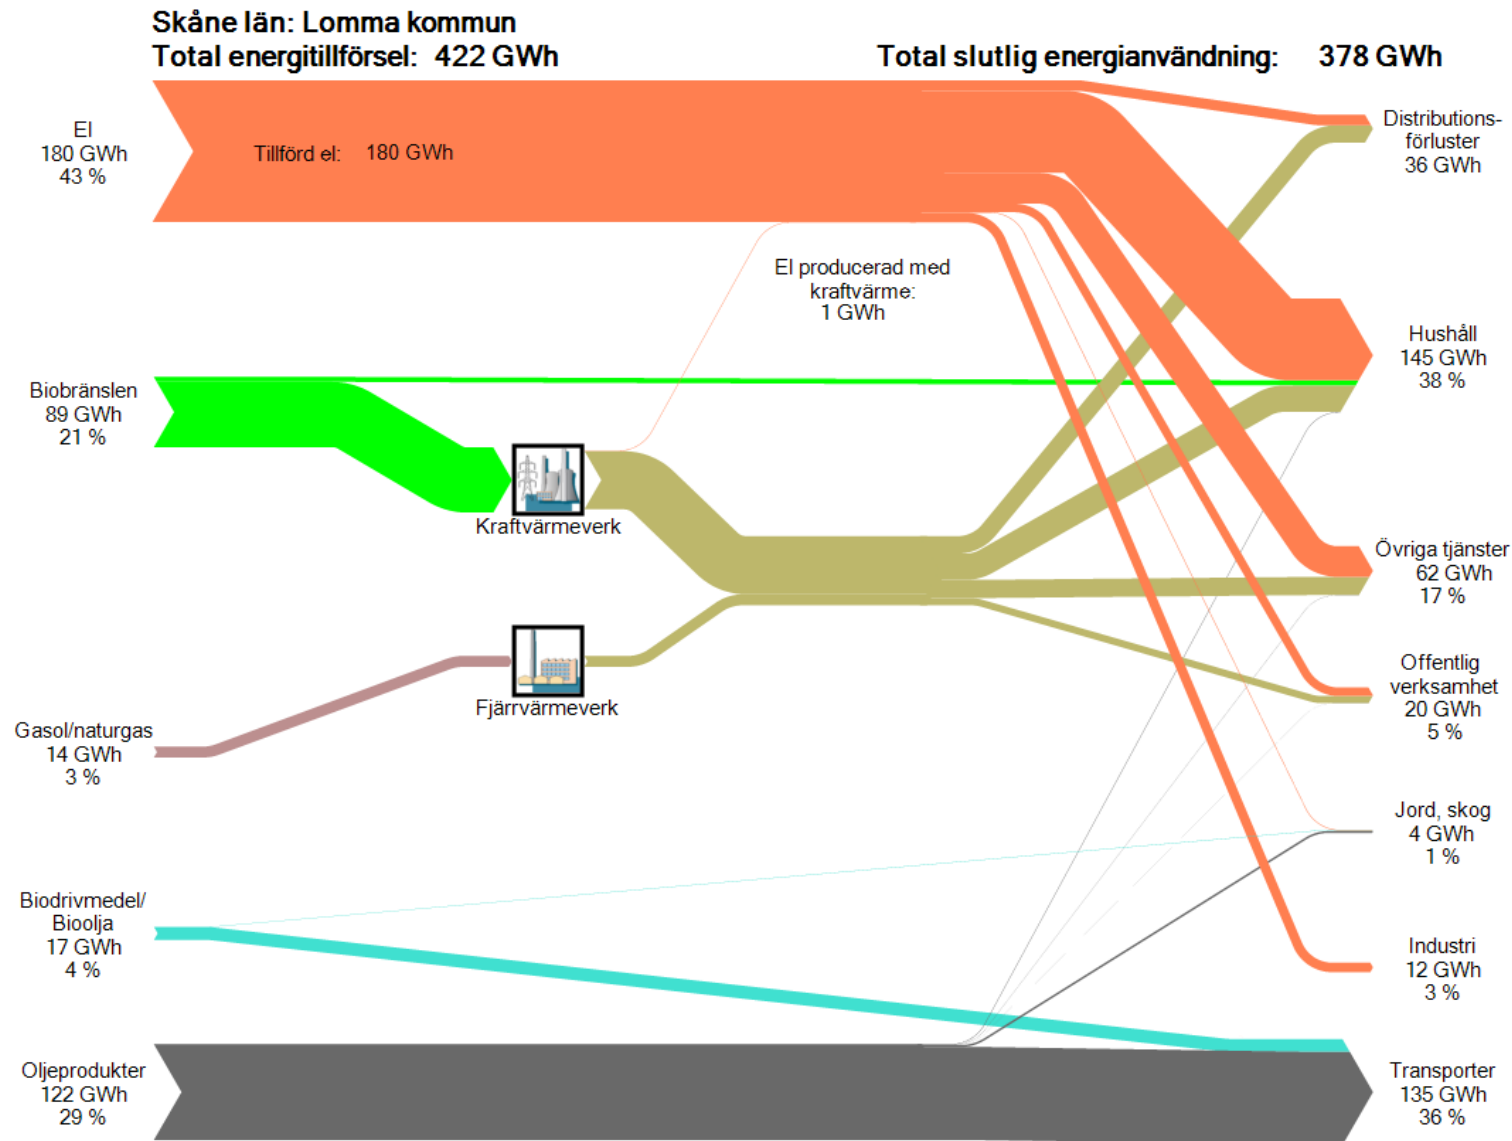 Skåne län: Lomma kommun
Total energitillförsel: 422 GWh
Total slutlig energianvändning: 378 GWh
El
180 GWh
43 %
Tillförd el: 180 GWh
Distributions-
förluster
36 GWh
El producerad med
kraftvärme:
1 GWh
Hushåll
145 GWh
38 %
Biobränslen
89 GWh
21 %
Kraftvärmeverk
Övriga tjänster
62 GWh
17 %
Fjärrvärmeverk
Offentlig
verksamhet
20 GWh
5 %
Gasol/naturgas
14 GWh
3 %
Jord, skog
4 GWh
1 %
Biodrivmedel/
Bioolja
17 GWh
4 %
Industri
12 GWh
3 %
Oljeprodukter
122 GWh
29 %
Transporter
135 GWh
36 %